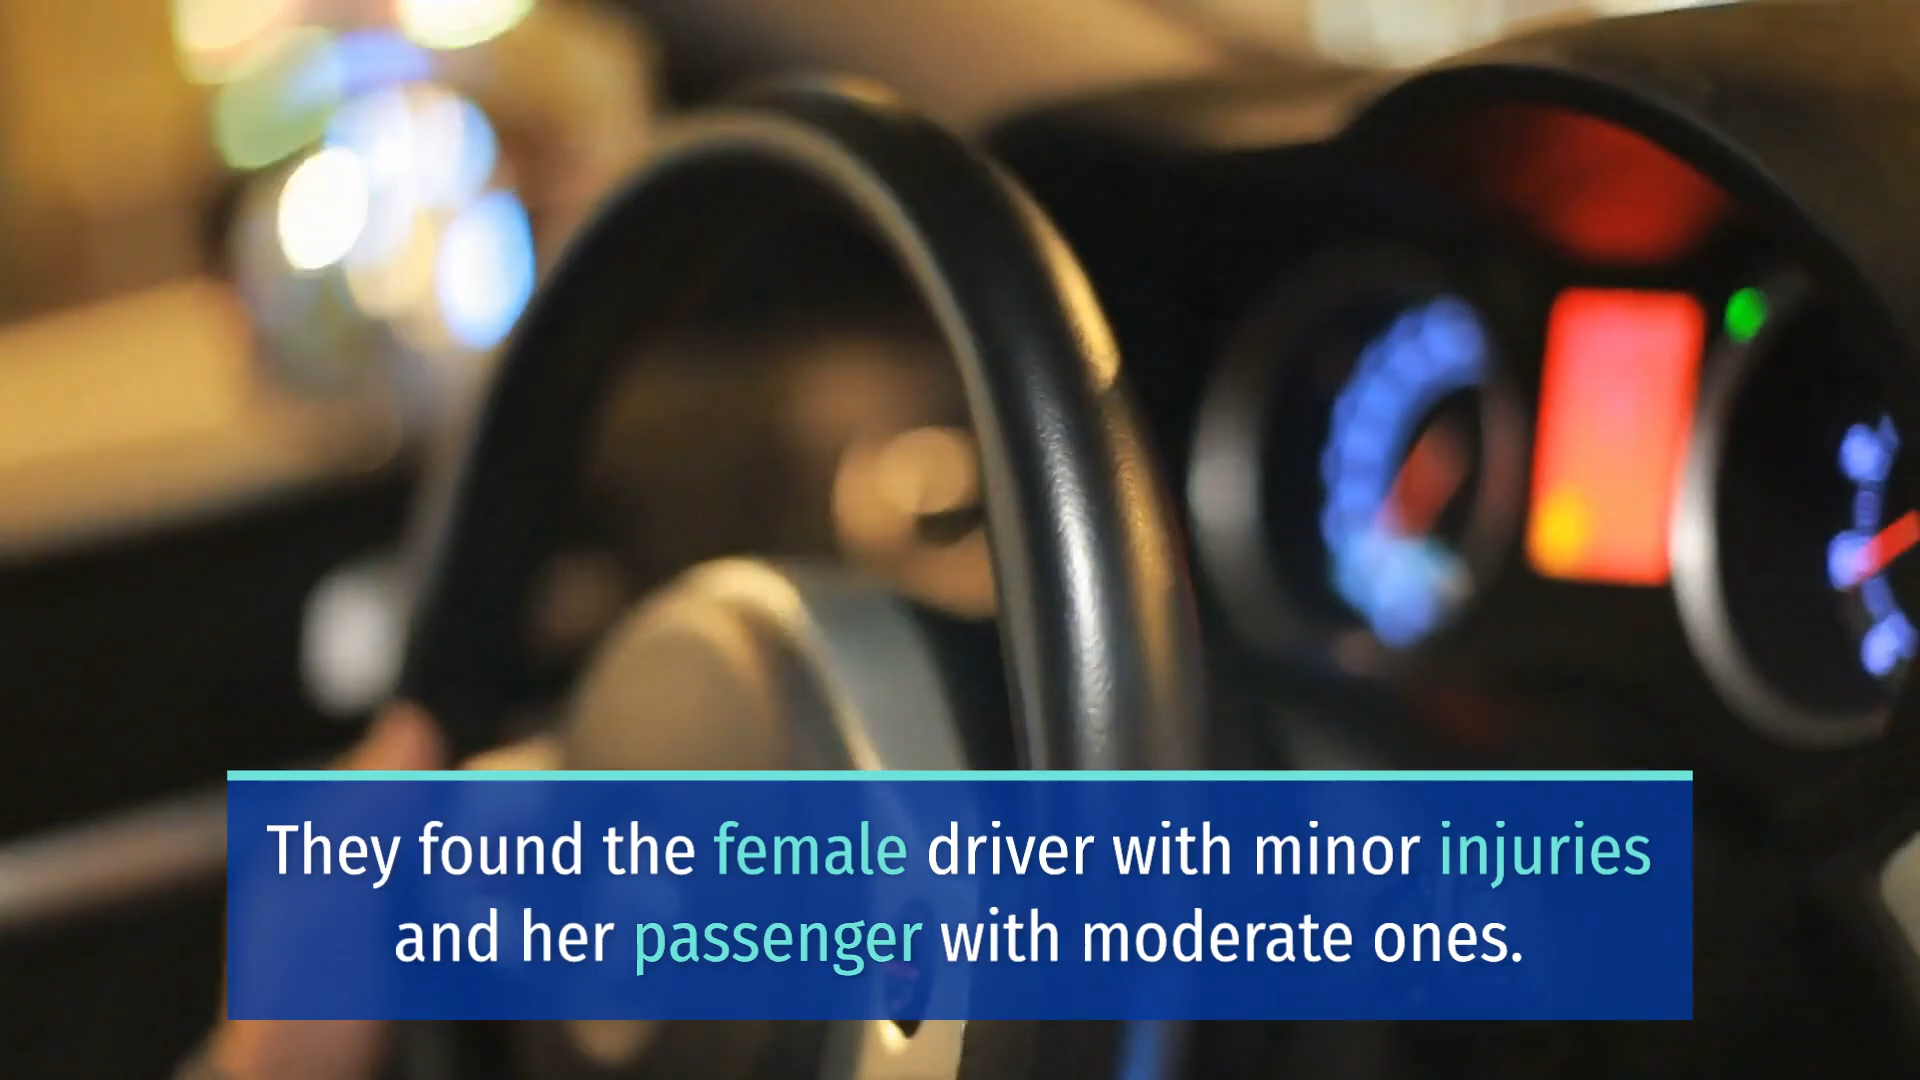 They found the female driver with minor injuries
and her passenger with moderate ones.